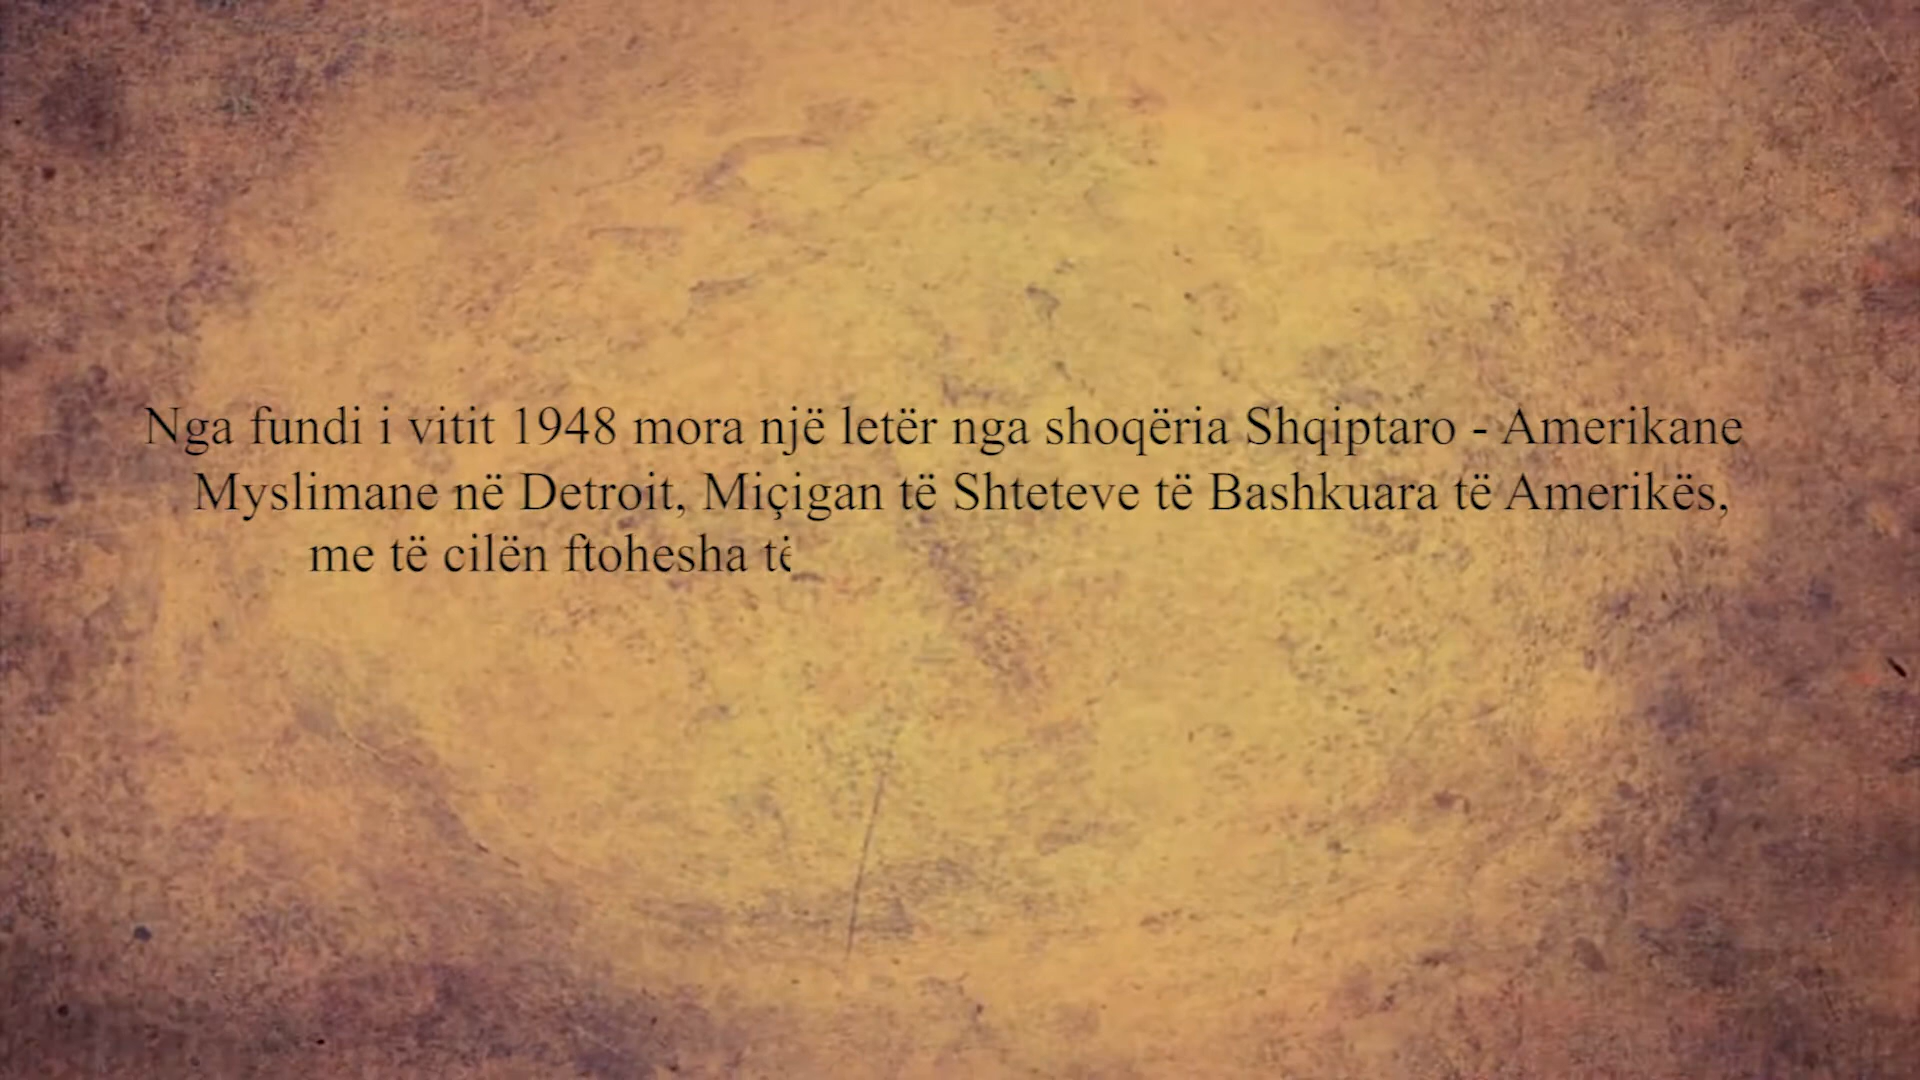 Nga fundi i vitit 1948 mora një letër nga shoqëria Shqiptaro - Amerikane
Myslimane në Detroit, Miçigan të Shteteve të Bashkuara të Amerikës,
me të cilën ftohesha të